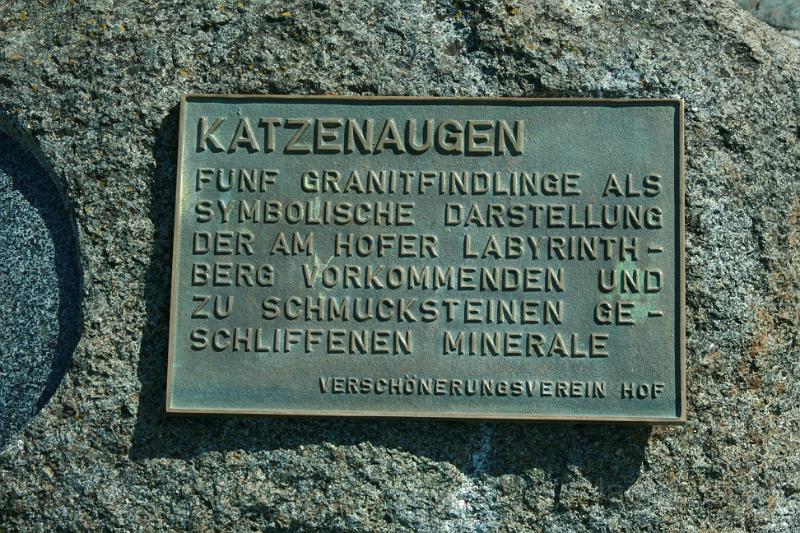 KATZENAUGEN
FUNF GRANITFINDLINGE ALS
SYMBOLISCHE DARSTELLUNG
DER AM HOFER LABYRINTH-
BERG VORKOMMENDEN UND
ZU SCHMUCKSTEINEN GE-
SCHLIFFENEN MINERALE
VERSCHÖNERUNGSVEREIN HOF